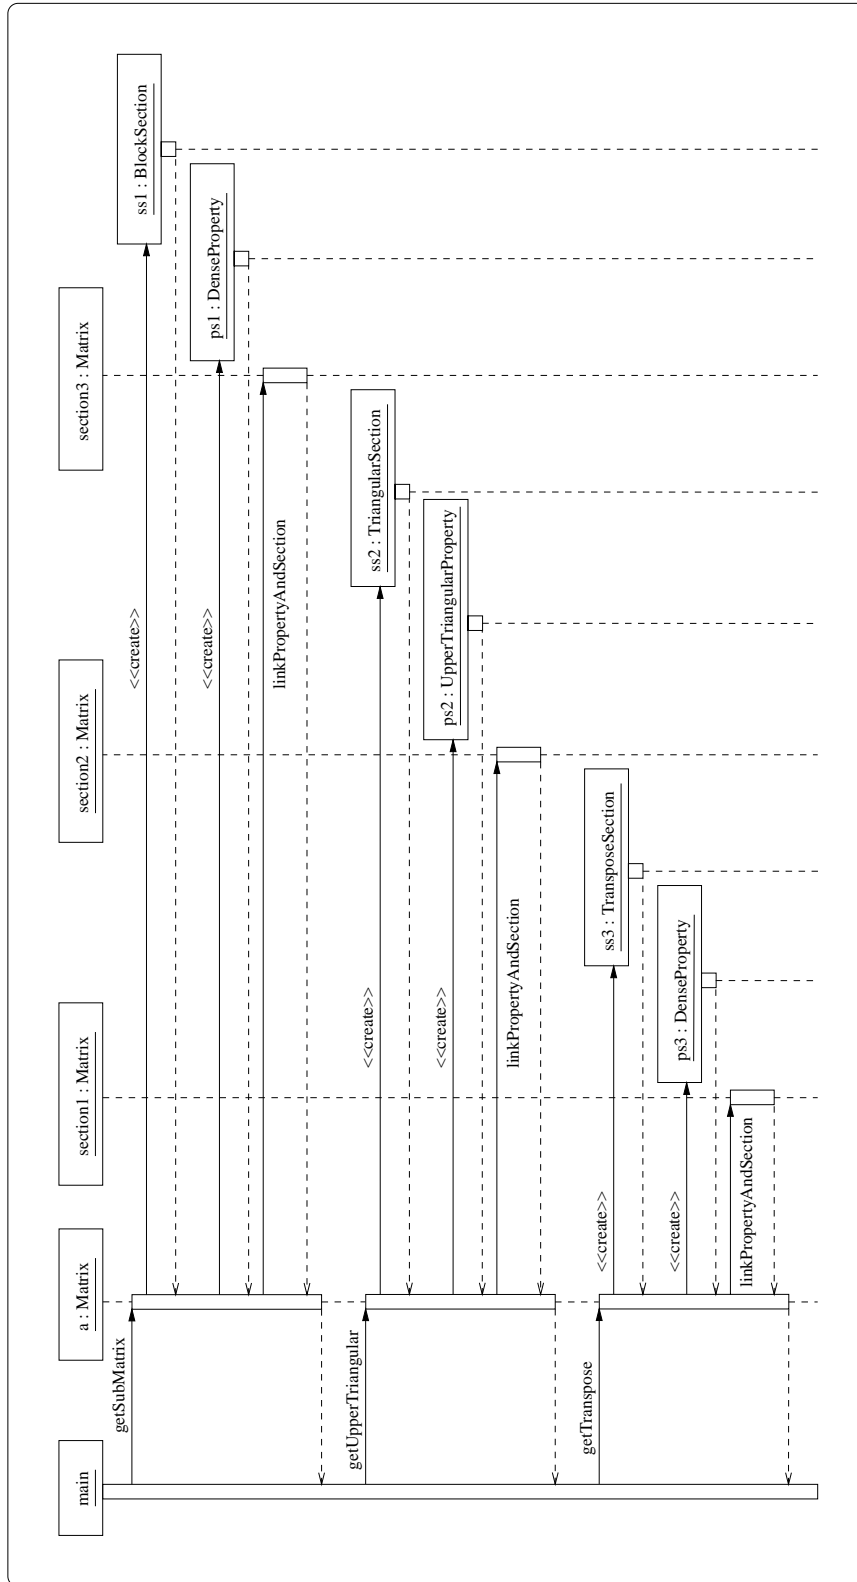 main
a : Matrix
section1 : Matrix
section2 : Matrix
section3 : Matrix
getSubMatrix
<<create>>
ss1 : BlockSection
<<create>>
ps1 : DenseProperty
linkPropertyAndSection
getUpperTriangular
<<create>>
ss2 : TriangularSection
<<create>>
ps2 : UpperTriangularProperty
linkPropertyAndSection
getTranspose
<<create>>
ss3 : TransposeSection
<<create>>
ps3 : DenseProperty
linkPropertyAndSection